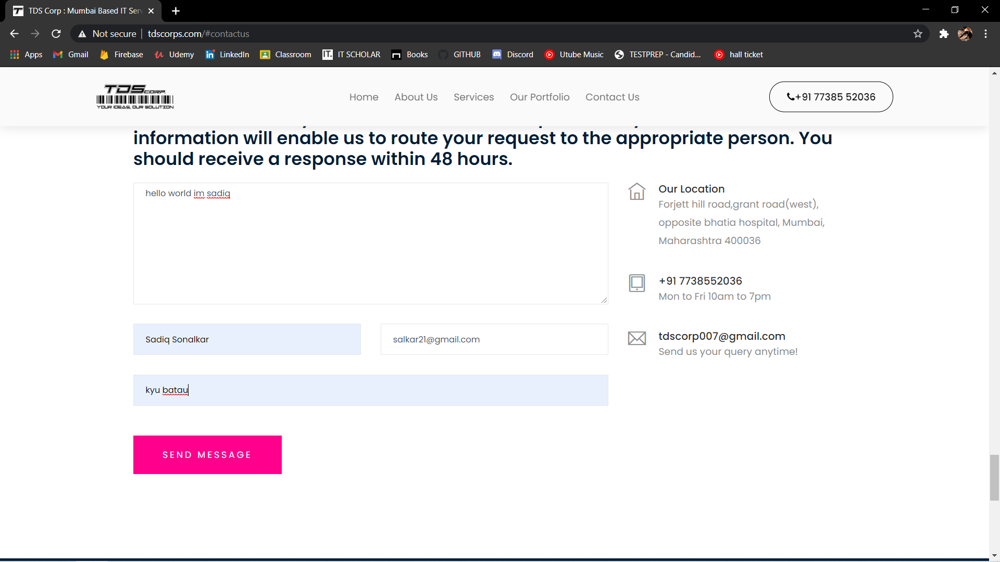 TDS Corp : Mumbai Based IT Serv
Not secure | tdscorps.com/#contactus
Apps Gmail Firebase Udemy LinkedIn Classroom IT. IT SCHOLAR Books GITHUB Discord Utube Music TESTPREP - Candid... hall ticket
TDS CORP.
YOUR IDEAS, OUR SOLUTION
Home About Us Services Our Portfolio Contact Us
+91 77385 52036
information will enable us to route your request to the appropriate person. You
should receive a response within 48 hours.
hello world im sadiq
Sadiq Sonalkar
salkar21@gmail.com
kyu batau
SEND MESSAGE
Our Location
Forjett hill road,grant road(west),
opposite bhatia hospital, Mumbai,
Maharashtra 400036
+91 7738552036
Mon to Fri 10am to 7pm
tdscorp007@gmail.com
Send us your query anytime!